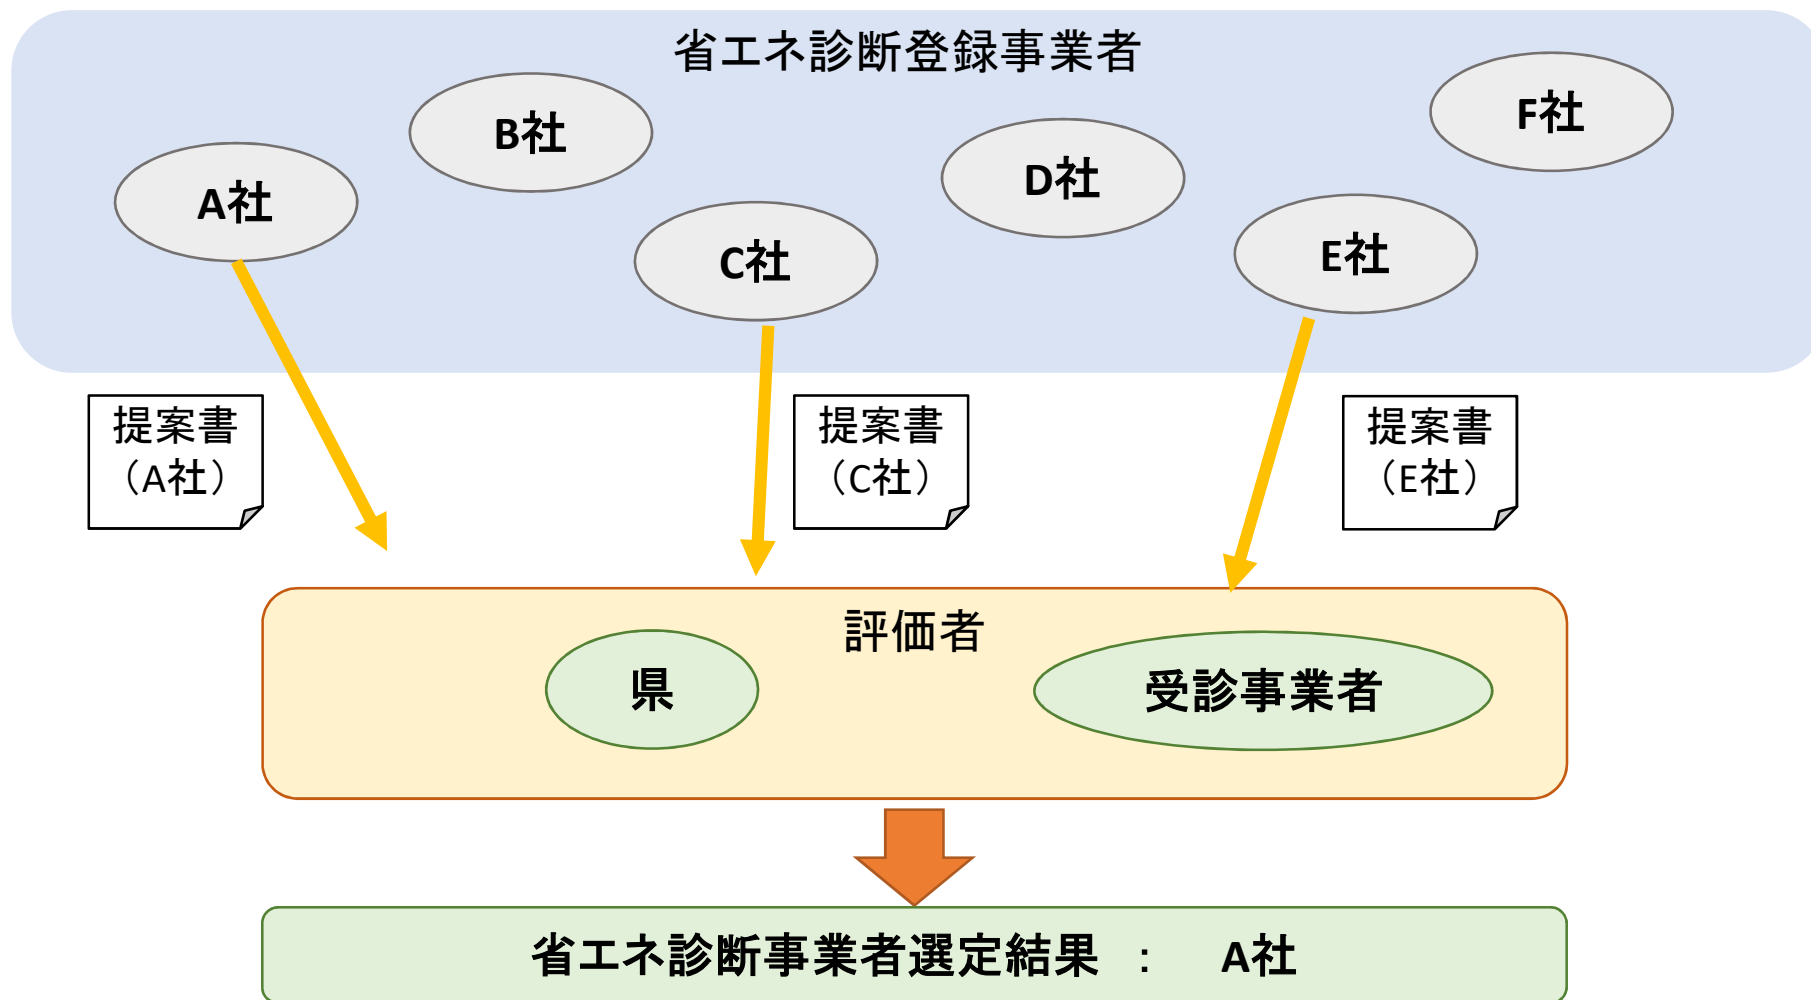 省エネ診断登録事業者
A社
B社
C社
D社
E社
F社
提案書
（A社）
提案書
（C社）
提案書
（E社）
評価者
県
受診事業者
省エネ診断事業者選定結果 ： A社